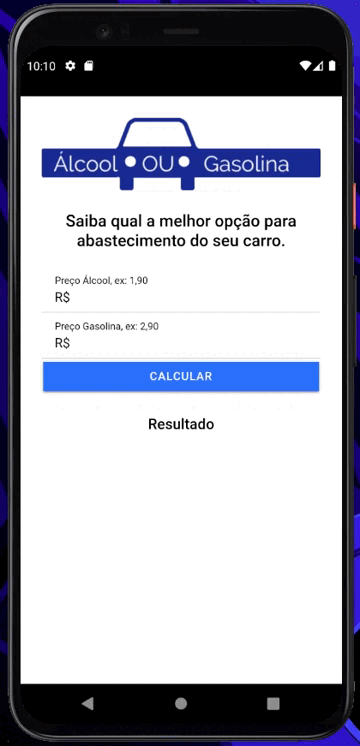 10:10
Álcool OU Gasolina
Saiba qual a melhor opção para
abastecimento do seu carro.
Preço Álcool, ex: 1,90
R$
Preço Gasolina, ex: 2,90
R$
CALCULAR
Resultado